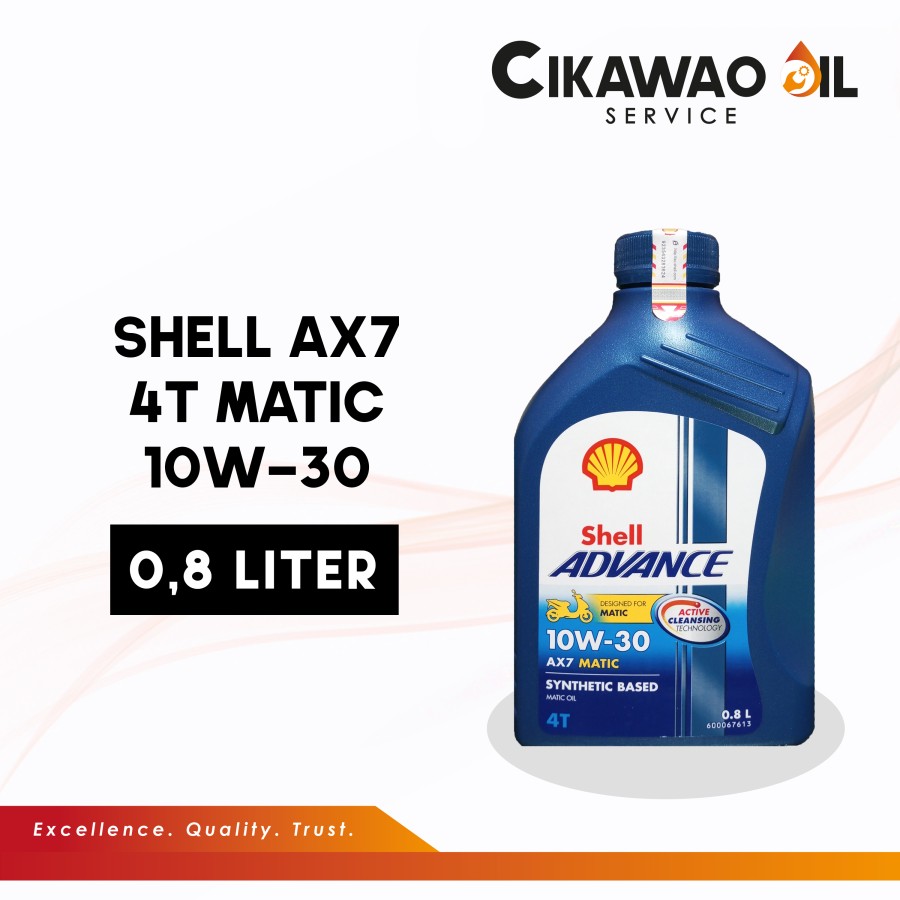 CIKAWAO OIL
SERVICE
SHELL AX7
4T MATIC
10W-30
0,8 LITER
Shell
ADVANCE
DESIGNED FOR
MATIC
ACTIVE
CLEANSING
TECHNOLOGY
10W-30
AX7 MATIC
SYNTHETIC BASED
MATIC OIL
4T
0.8 L
600067613
Excellence. Quality. Trust.